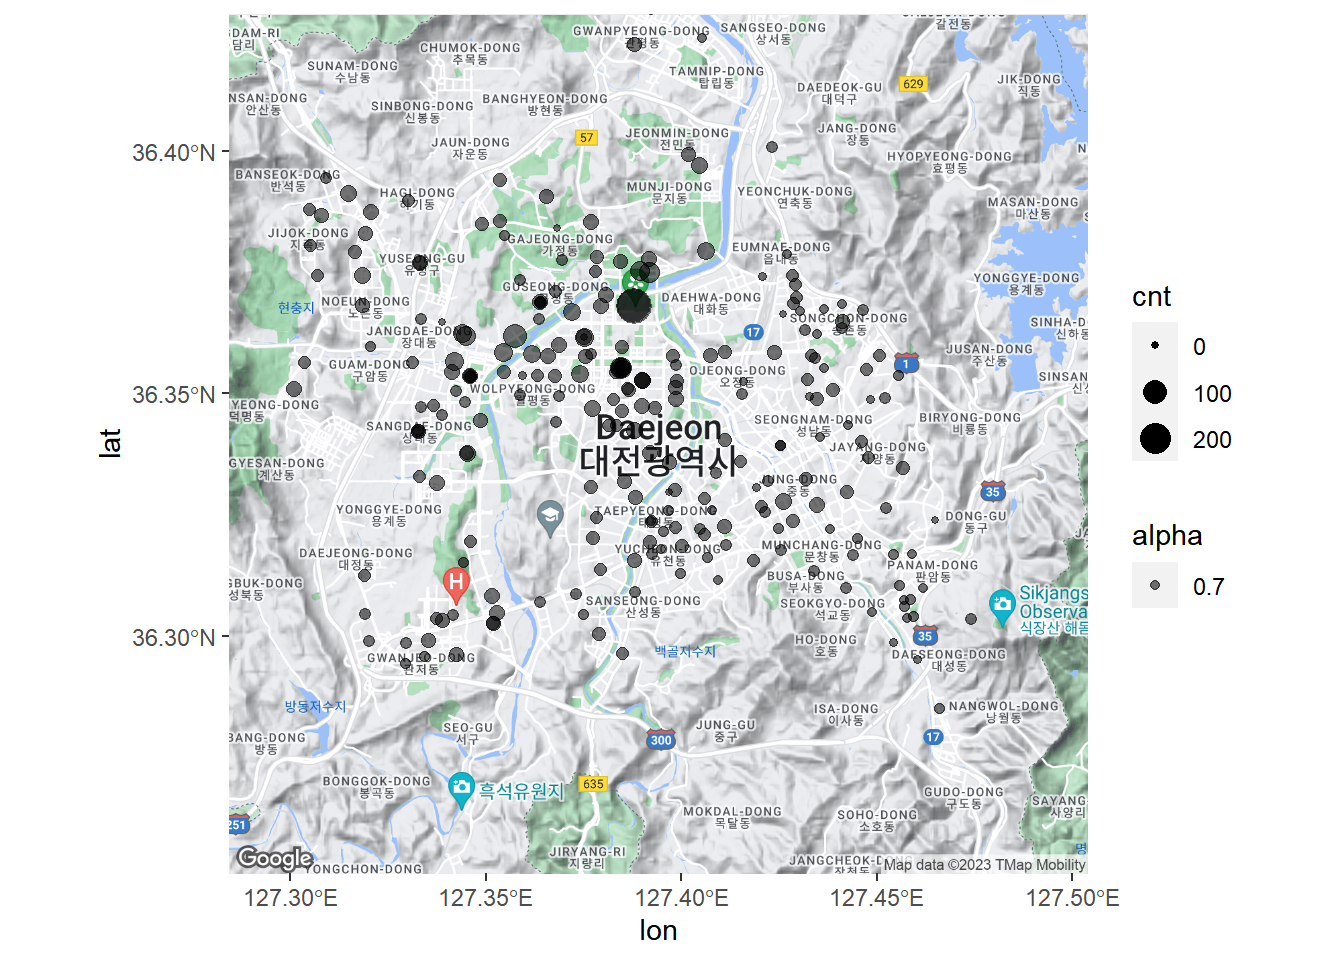 GWANPYEONG-DONG
관평동
SANGSEO-DONG
상서동
갈전동
DAM-RI
담리
CHUMOK-DONG
추목동
SUNAM-DONG
수남동
TAMNIP-DONG
탑립동
JIK-DONG
직동
629
DAEDEOK-GU
대덕구
NSAN-DONG
안산동
SINBONG-DONG
신봉동
BANGHYEON-DONG
방현동
57
JEONMIN-DONG
전민동
JANG-DONG
장동
36.40°N
JAUN-DONG
자운동
HYOPYEONG-DONG
효평동
BANSEOK-DONG
반석동
MUNJI-DONG
문지동
YEONCHUK-DONG
연축동
HAGI-DONG
하기동
MASAN-DONG
마산동
JIJOK-DONG
지족동
GAJEONG-DONG
가정동
EUMNAE-DONG
읍내동
YUSEONG-GU
유성구
YONGGYE-DONG
용계동
GUSEONG-DONG
구성동
현충지
NOEUN-DONG
노은동
DAEHWA-DONG
대화동
SONGCHON-DONG
송촌동
SINHA-D
신하동
JANGDAE-DONG
장대동
17
GUAM-DONG
구암동
1
JUSAN-DONG
주산동
OJEONG-DONG
오정동
SINSAN
WOLPYEONG-DONG
월평동
36.35°N
YEONG-DONG
덕명동
SEONGNAM-DONG
성남동
BIRYONG-DONG
비룡동
Daejeon
대전광역시
SANGDAE-DONG
상대동
JAYANG-DONG
자양동
GYESAN-DONG
계산동
JUNG-DONG
중동
35
YONGGYE-DONG
용계동
TAEPYEONG-DONG
태평동
DONG-GU
동구
DAEJEONG-DONG
대정동
YUCHEON-DONG
유천동
MUNCHANG-DONG
문창동
PANAM-DONG
판암동
H
GBUK-DONG
성북동
BUSA-DONG
부사동
SANSEONG-DONG
산성동
SEOKGYO-DONG
석교동
Sikjangs
Observa
식장산 해돋
36.30°N
35
HO-DONG
호동
백골지수지
GWANJEO-DONG
관저동
DAESEONG-DONG
대성동
방동저수지
SEO-GU
서구
ISA-DONG
이사동
NANGWOL-DONG
낭월동
JUNG-GU
중구
BANG-DONG
방동
300
17
BONGGOK-DONG
봉곡동
흑석유원지
635
GUDO-DONG
구도동
SAYANG
사양리
MOKDAL-DONG
목달동
SOHO-DONG
소호동
251
JIRYANG-RI
지량리
JANGCHEOK-D
Google
YONGCHON-DONG
Map data ©2023 TMap Mobility
127.30°E
127.35°E
127.40°E
127.45°E
127.50°E
lon
lat
cnt
0
100
200
alpha
0.7